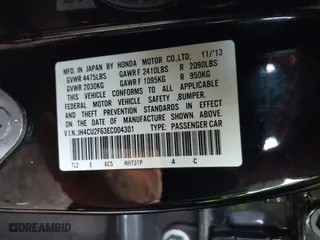 MFD. IN JAPAN BY HONDA MOTOR CO.,LTD. 11/'13
GVWR 4475LBS GAWR F 2410LBS R 2090LBS
GVWR 2030KG GAWR F 1095KG R 950KG
THIS VEHICLE CONFORMS TO ALL APPLICABLE
FEDERAL MOTOR VEHICLE SAFETY ,BUMPER,
AND THEFT PREVENTION STANDARDS IN EFFECT
ON THE DATE OF MANUFACTURE SHOWN ABOVE.
V.I.N.:JH4CU2F63EC004301 TYPE: PASSENGER CAR
TL2 E AC5 NH731P A -C
DREAMBID